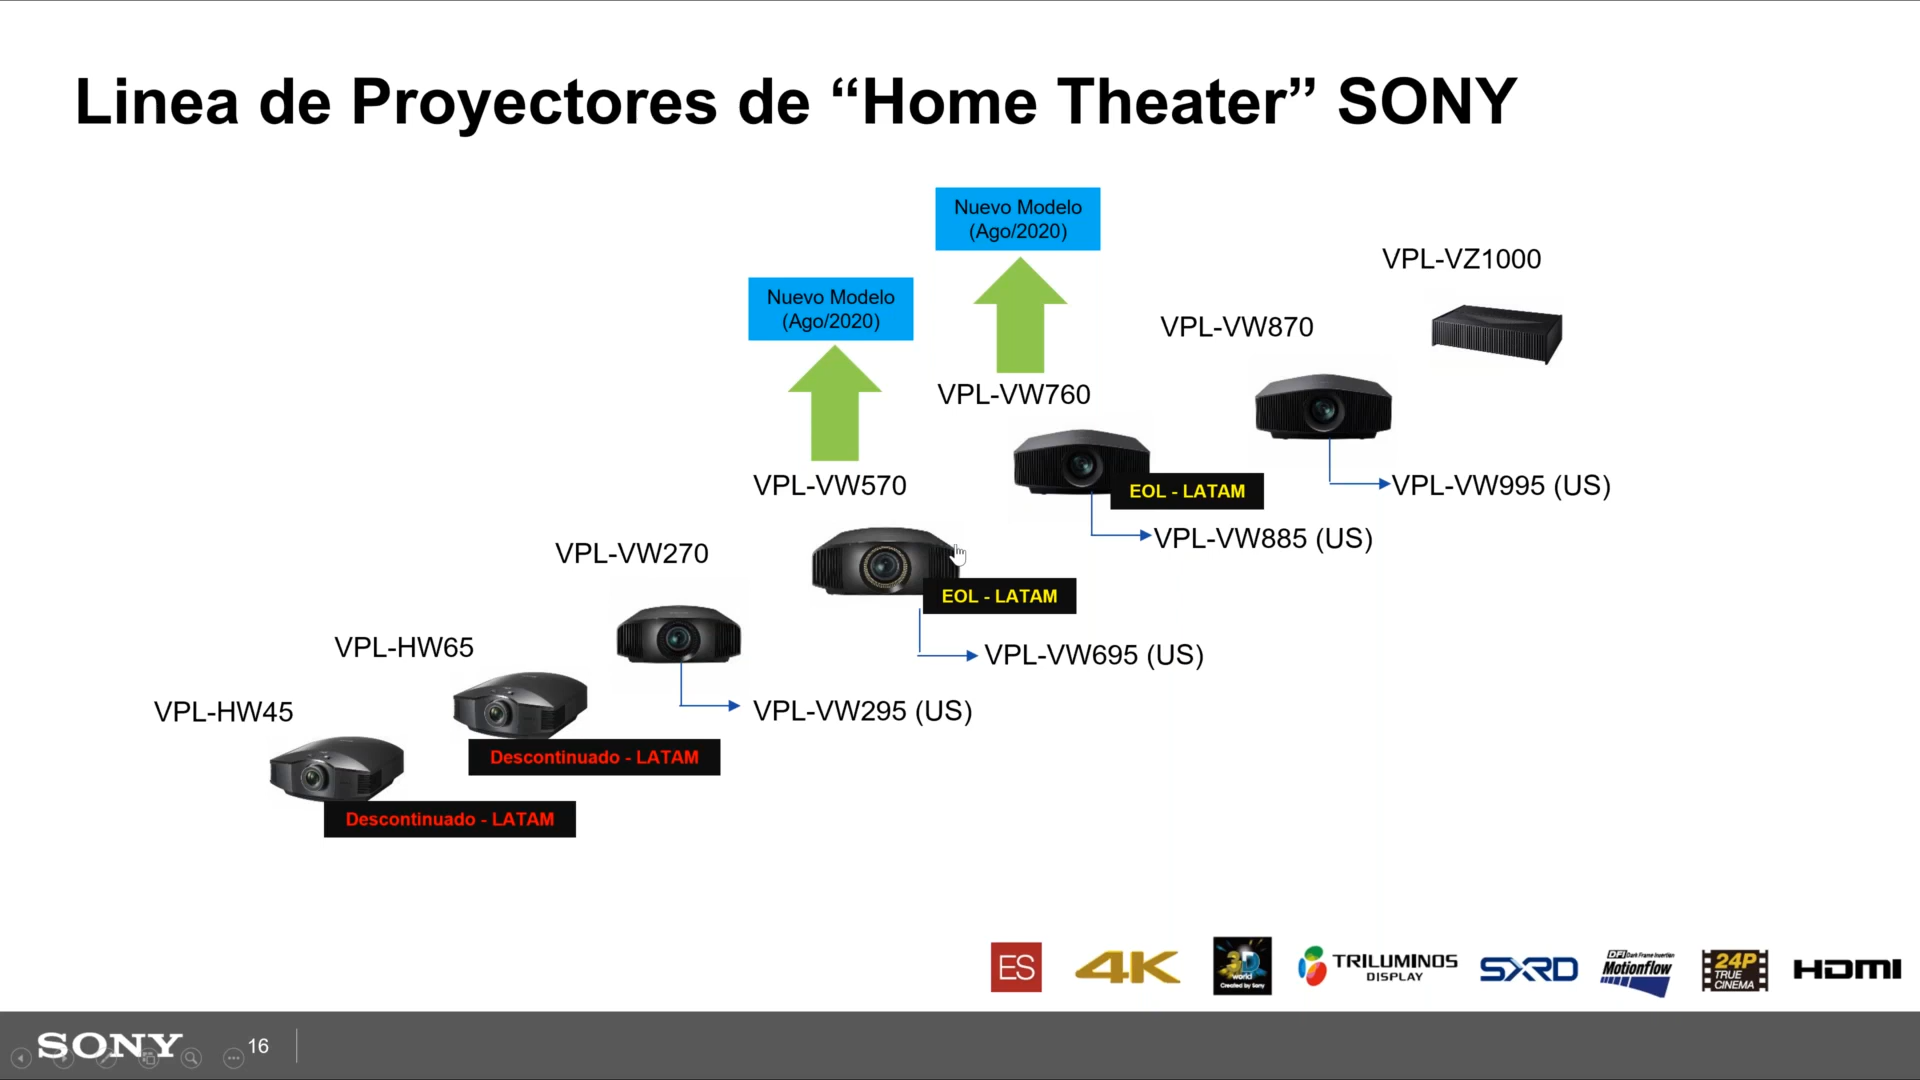 Linea de Proyectores de “Home Theater” SONY
Nuevo Modelo
(Ago/2020)
VPL-VZ1000
Nuevo Modelo
(Ago/2020)
VPL-VW870
VPL-VW760
VPL-VW570
EOL - LATAM
VPL-VW995 (US)
VPL-VW885 (US)
VPL-VW270
EOL - LATAM
VPL-HW65
VPL-VW695 (US)
VPL-HW45
VPL-VW295 (US)
Descontinuado - LATAM
Descontinuado - LATAM
ES
4K
3D
world
Created by Sony
TRILUMINOS
DISPLAY
SXRD
DFI Dark Frame Insertion
Motionflow
24P
TRUE
CINEMA
HDMI
SONY
16